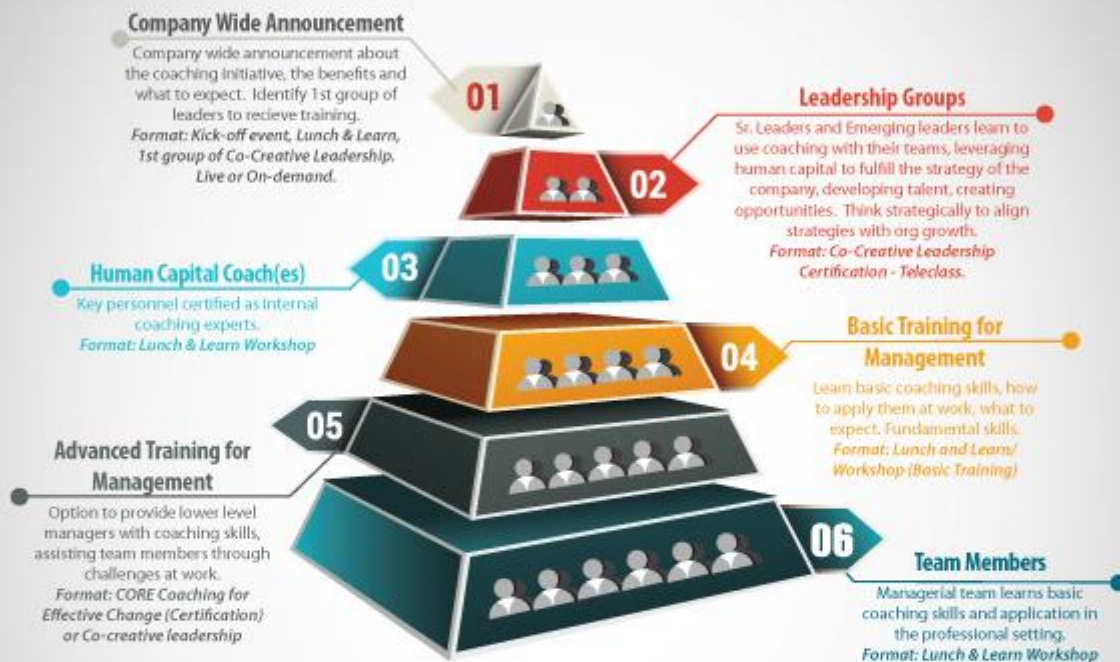 Company Wide Announcement
Company wide announcement about
the coaching initiative, the benefits and
what to expect. Identify 1st group of
leaders to recieve training.
Format: Kick-off event, Lunch & Learn,
1st group of Co-Creative Leadership.
Live or On-demand.
01
Leadership Groups
Sr. Leaders and Emerging leaders learn to
use coaching with their teams, leveraging
human capital to fulfill the strategy of the
company, developing talent, creating
opportunities. Think strategically to align
strategies with org growth.
Format: Co-Creative Leadership
Certification - Teleclass.
02
03
Human Capital Coach(es)
Key personnel certified as internal
coaching experts.
Format: Lunch & Learn Workshop
04
Basic Training for
Management
Learn basic coaching skills, how
to apply them at work, what to
expect. Fundamental skills.
Format: Lunch and Learn/
Workshop (Basic Training)
05
Advanced Training for
Management
Option to provide lower level
managers with coaching skills,
assisting team members through
challenges at work.
Format: CORE Coaching for
Effective Change (Certification)
or Co-creative leadership
06
Team Members
Managerial team learns basic
coaching skills and application in
the professional setting.
Format: Lunch & Learn Workshop